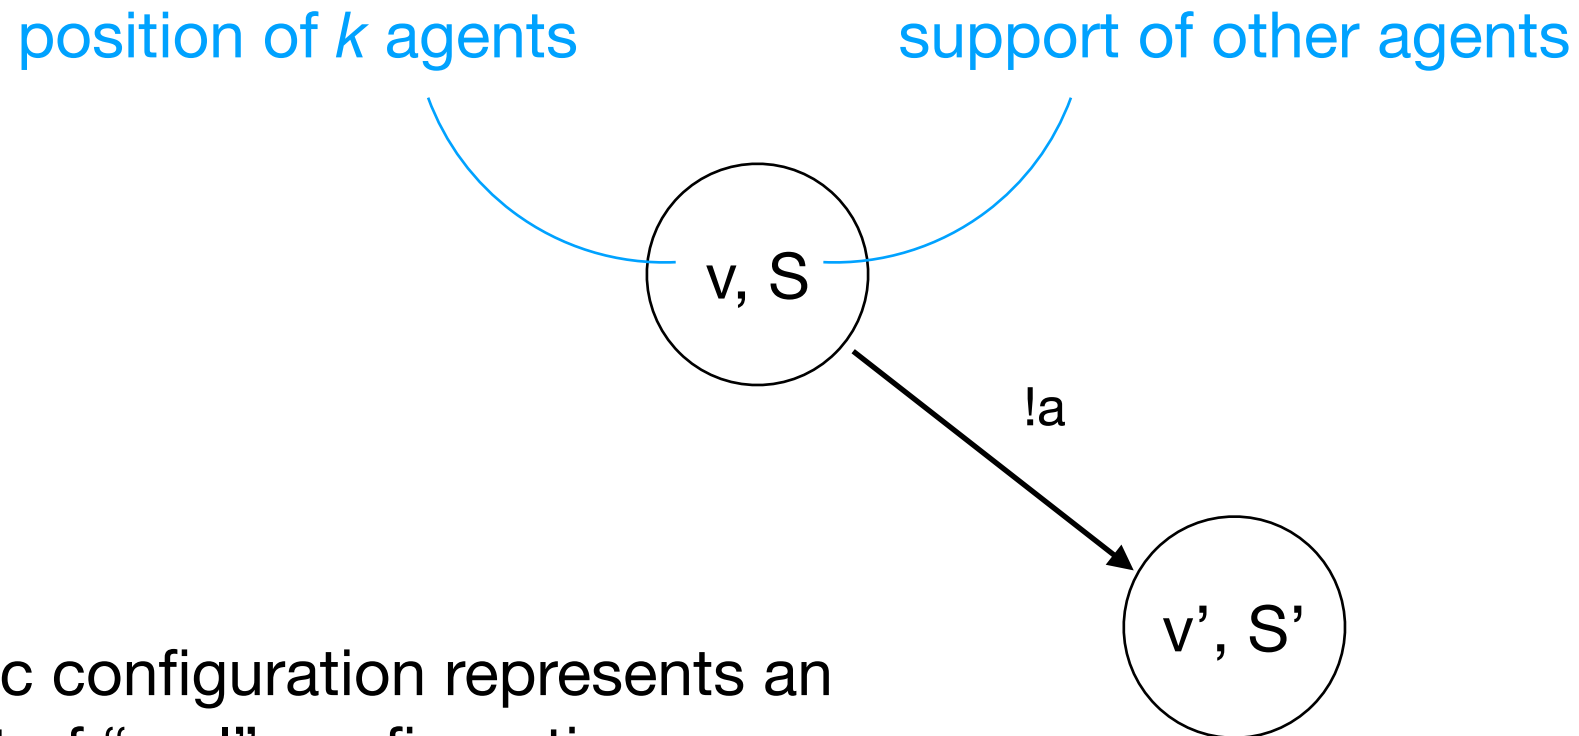 position of k agents
support of other agents
v, S
!a
v’, S’
c configuration represents an